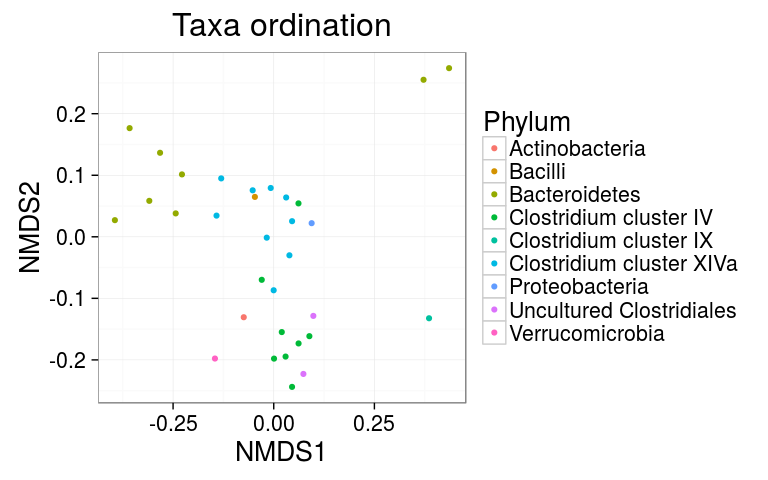 Taxa ordination
0.2
0.1
0.0
-0.1
-0.2
NMDS2
-0.25 0.00 0.25
NMDS1
Phylum
Actinobacteria
Bacilli
Bacteroidetes
Clostridium cluster IV
Clostridium cluster IX
Clostridium cluster XIVa
Proteobacteria
Uncultured Clostridiales
Verrucomicrobia